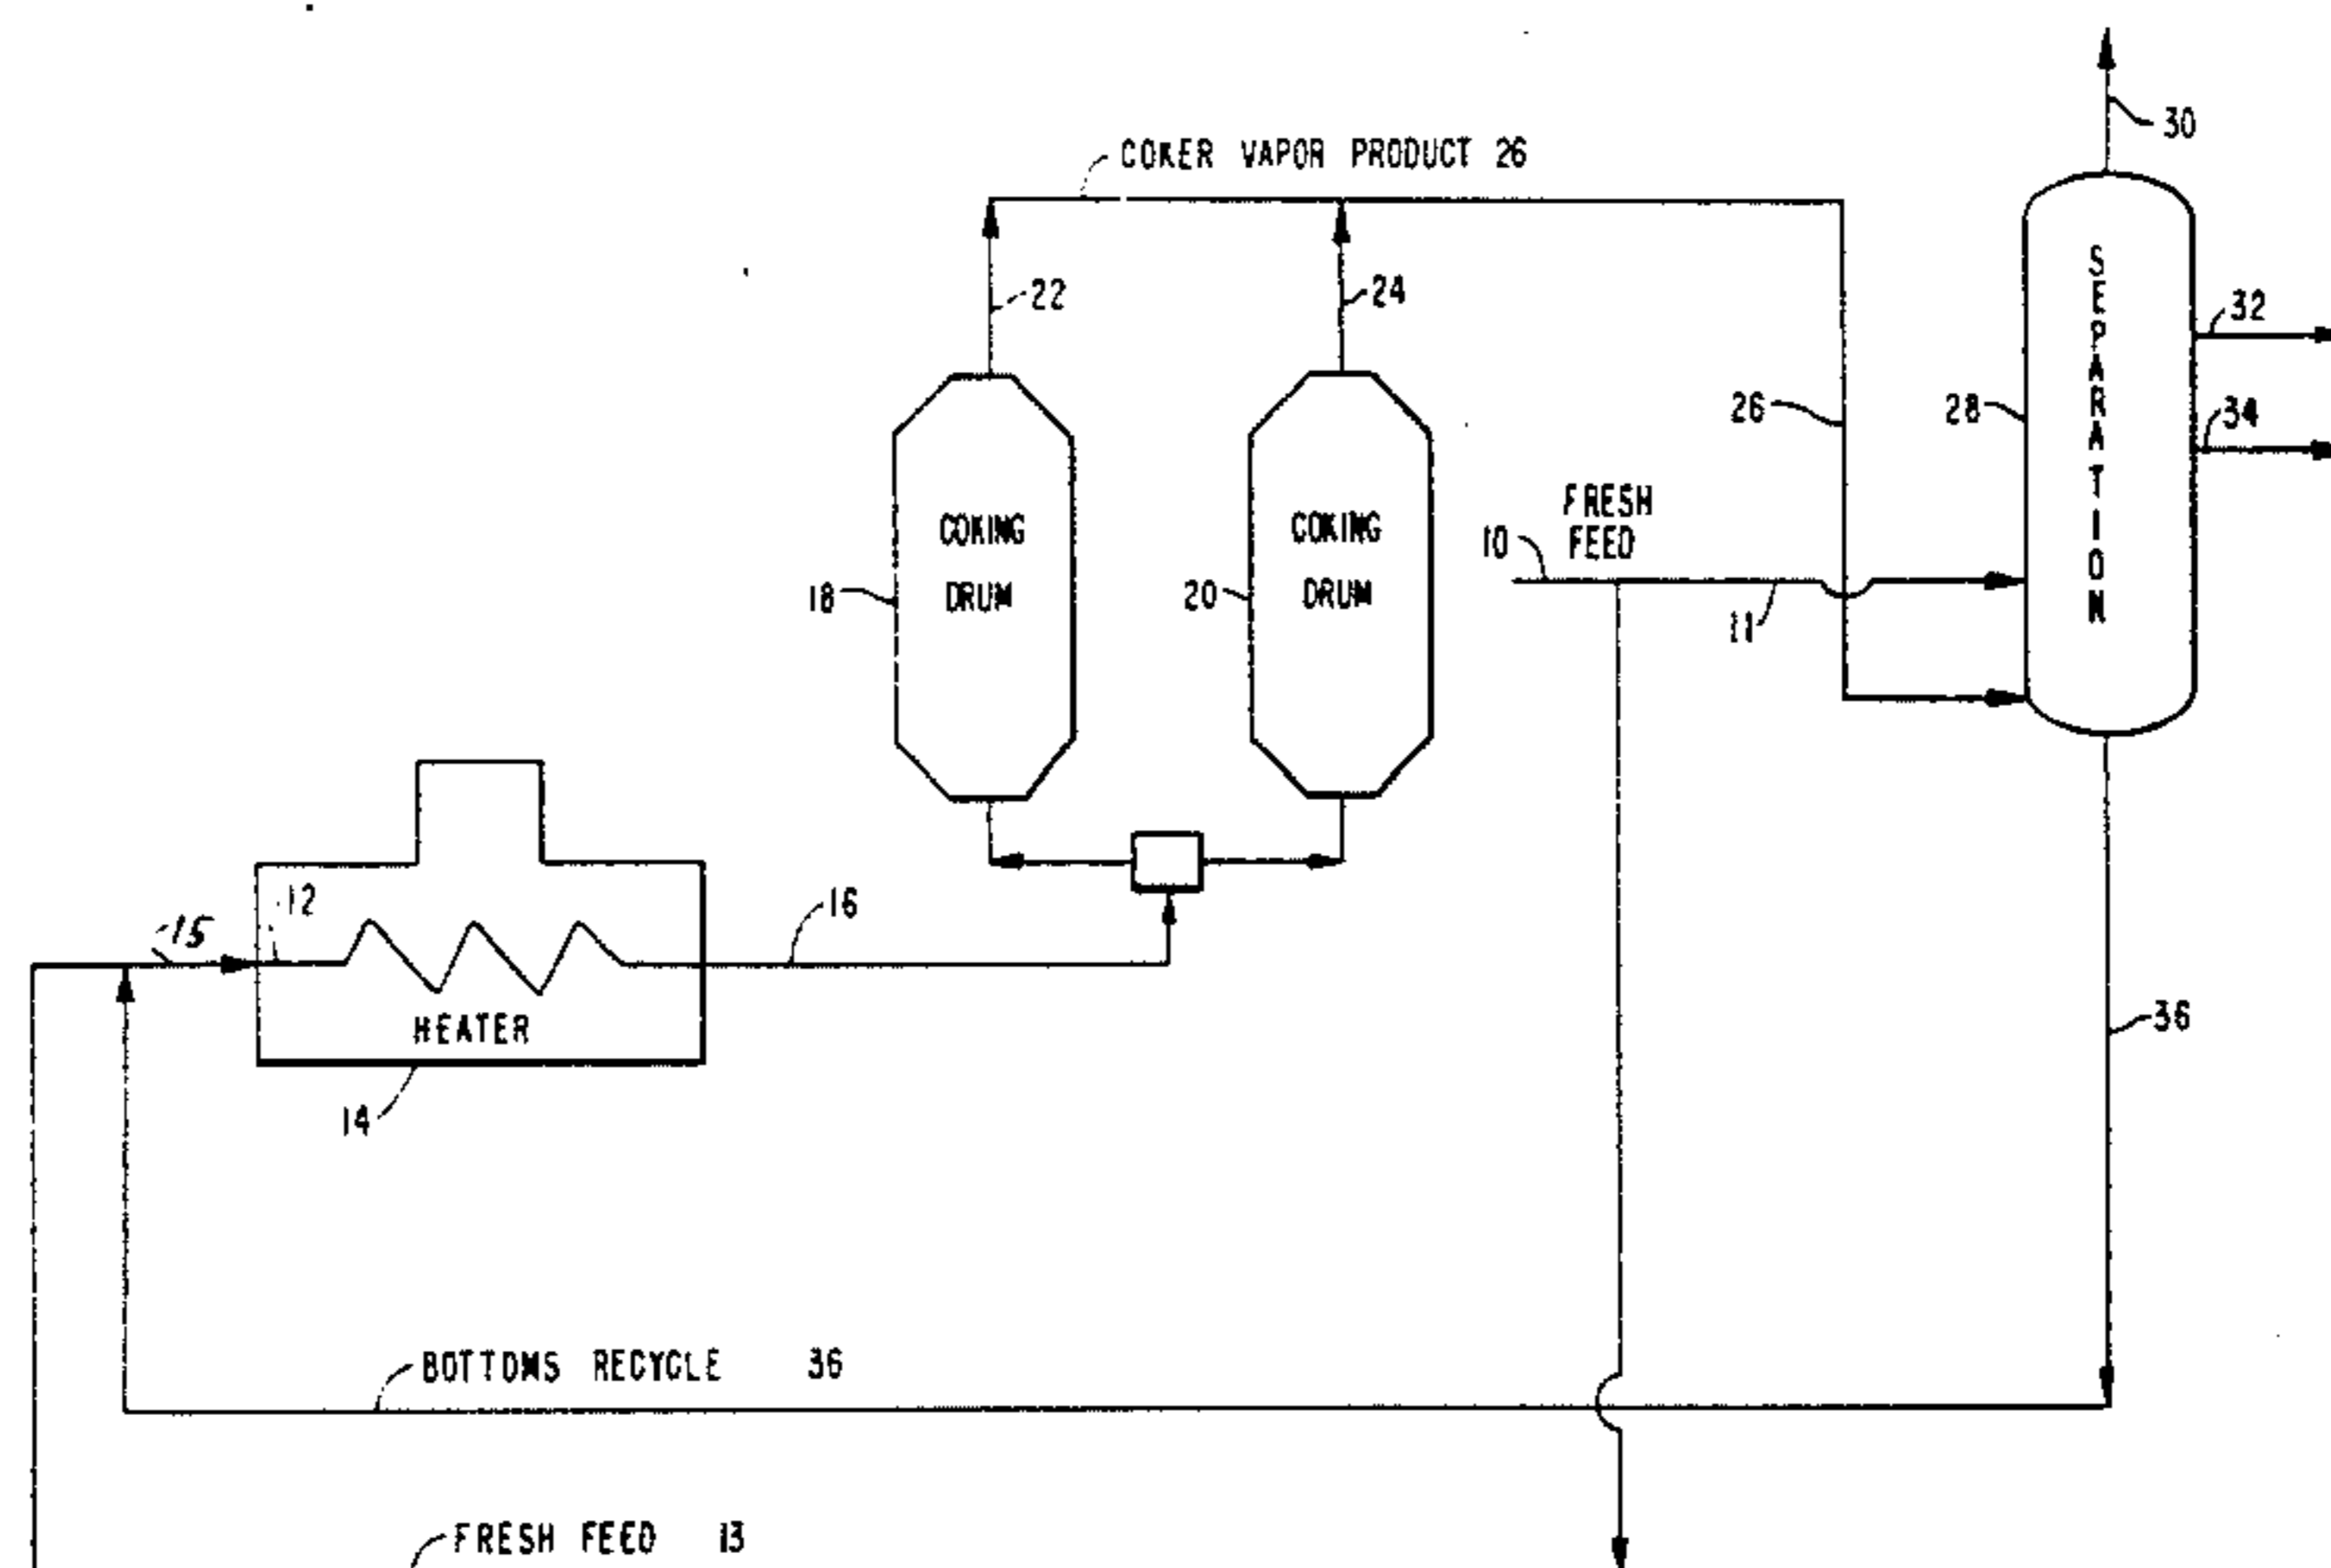 30
COKER VAPOR PRODUCT 26
22
24
32
26
28
34
SEPARATION
FRESH
FEED
10
COKING
DRUM
COKING
DRUM
18
20
11
12
16
15
HEATER
36
14
BOTTOMS RECYCLE 36
FRESH FEED 13